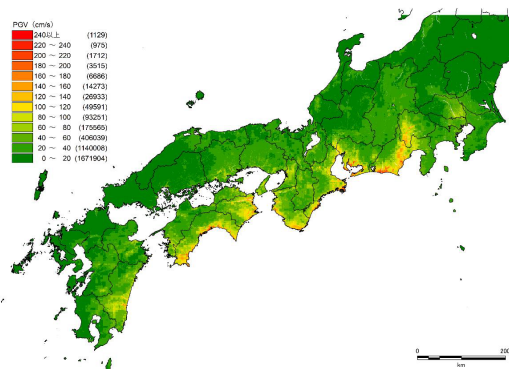 PGV (cm/s)
240以上 (1129)
220 ～ 240 (975)
200 ～ 220 (1712)
180 ～ 200 (3515)
160 ～ 180 (6686)
140 ～ 160 (14273)
120 ～ 140 (26933)
100 ～ 120 (49591)
80 ～ 100 (93251)
60 ～ 80 (175565)
40 ～ 60 (406039)
20 ～ 40 (1140008)
0 ～ 20 (1671904)
0 200
km